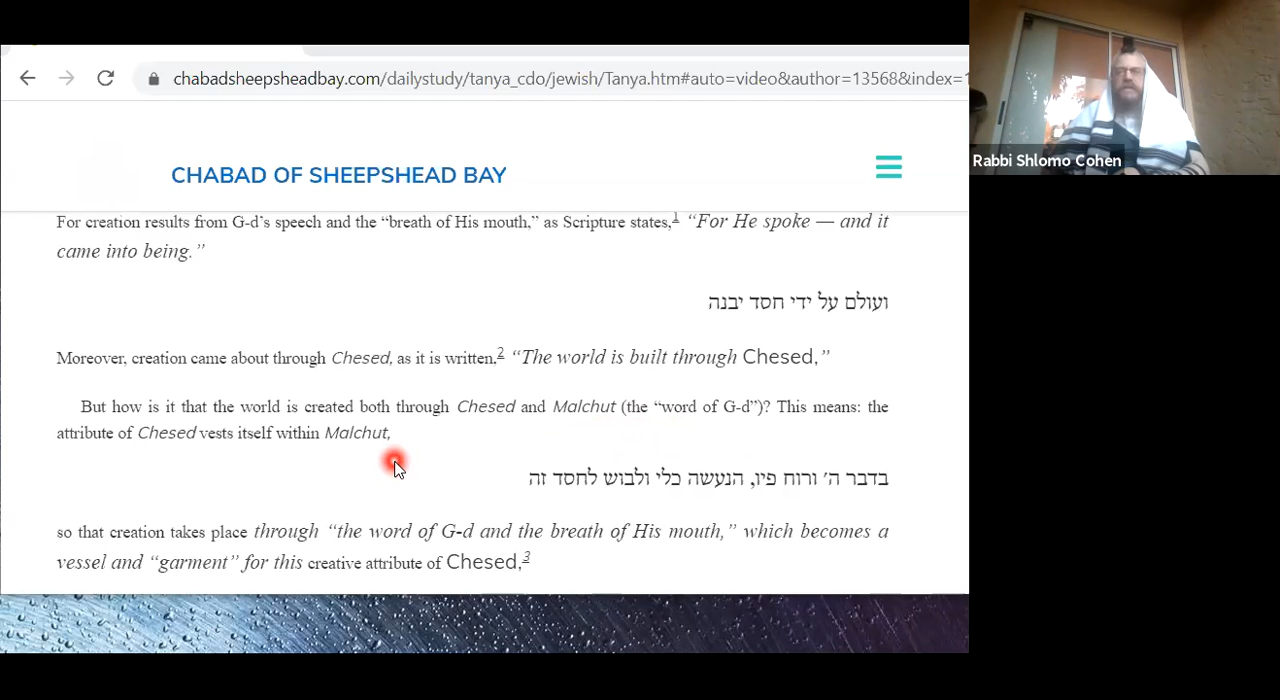 chabadsheepsheadbay.com/dailystudy/tanya_cdo/jewish/Tanya.htm#auto=video&author=13568&index=1
Rabbi Shlomo Cohen
CHABAD OF SHEEPSHEAD BAY
For creation results from G-d's speech and the “breath of His mouth,” as Scripture states,1 “For He spoke — and it
came into being.”
ועולם על ידי חסד יבנה
Moreover, creation came about through Chesed, as it is written,2 “The world is built through Chesed,”
But how is it that the world is created both through Chesed and Malchut (the “word of G-d”)? This means: the
attribute of Chesed vests itself within Malchut,
בדבר ה׳ ורוח פיו, הנעשה כלי ולבוש לחסד זה
so that creation takes place through “the word of G-d and the breath of His mouth,” which becomes a
vessel and “garment” for this creative attribute of Chesed,3